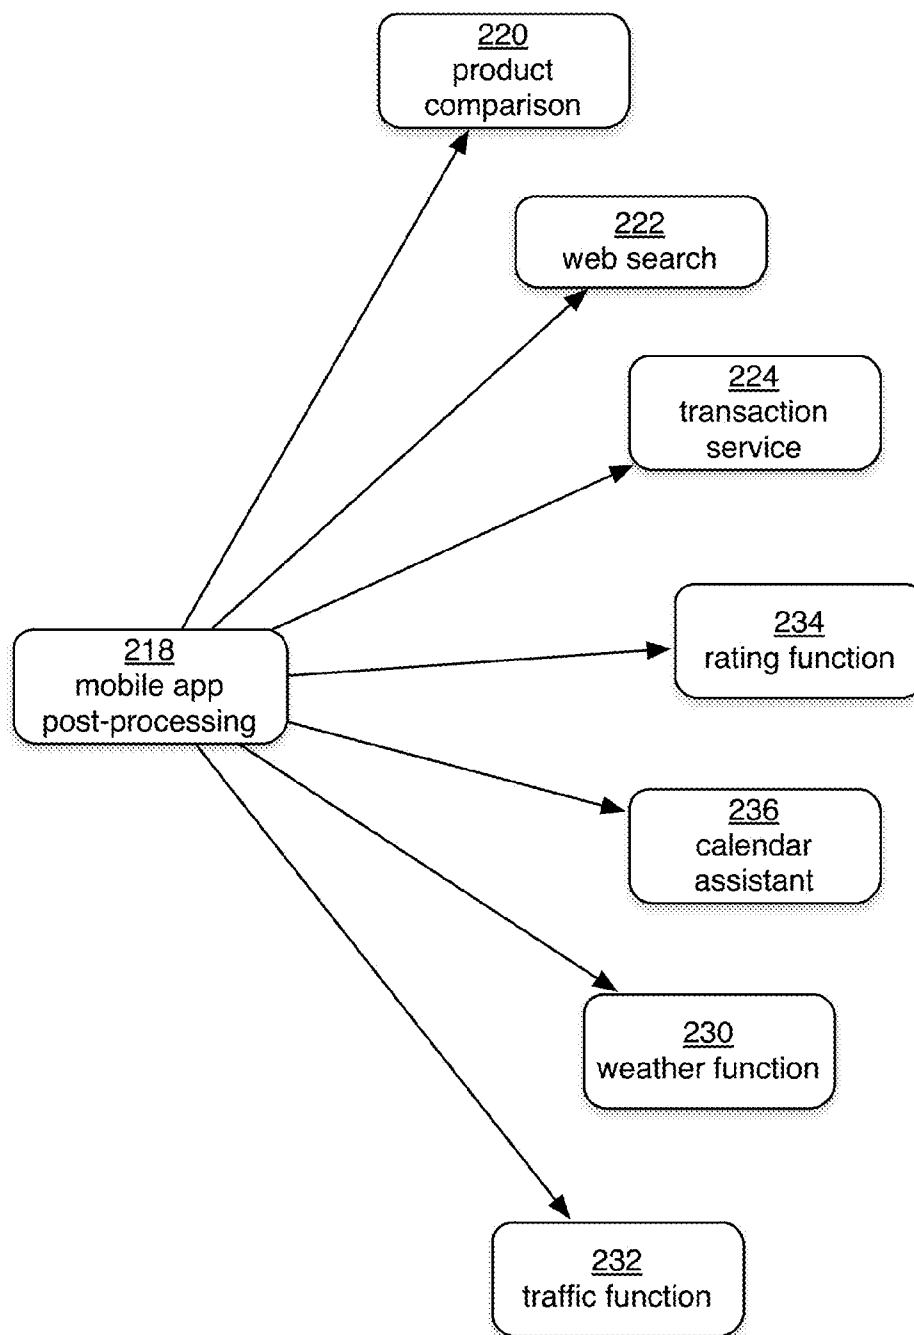 220
product
comparison
222
web search
224
transaction
service
234
rating function
218
mobile app
post-processing
236
calendar
assistant
230
weather function
232
traffic function